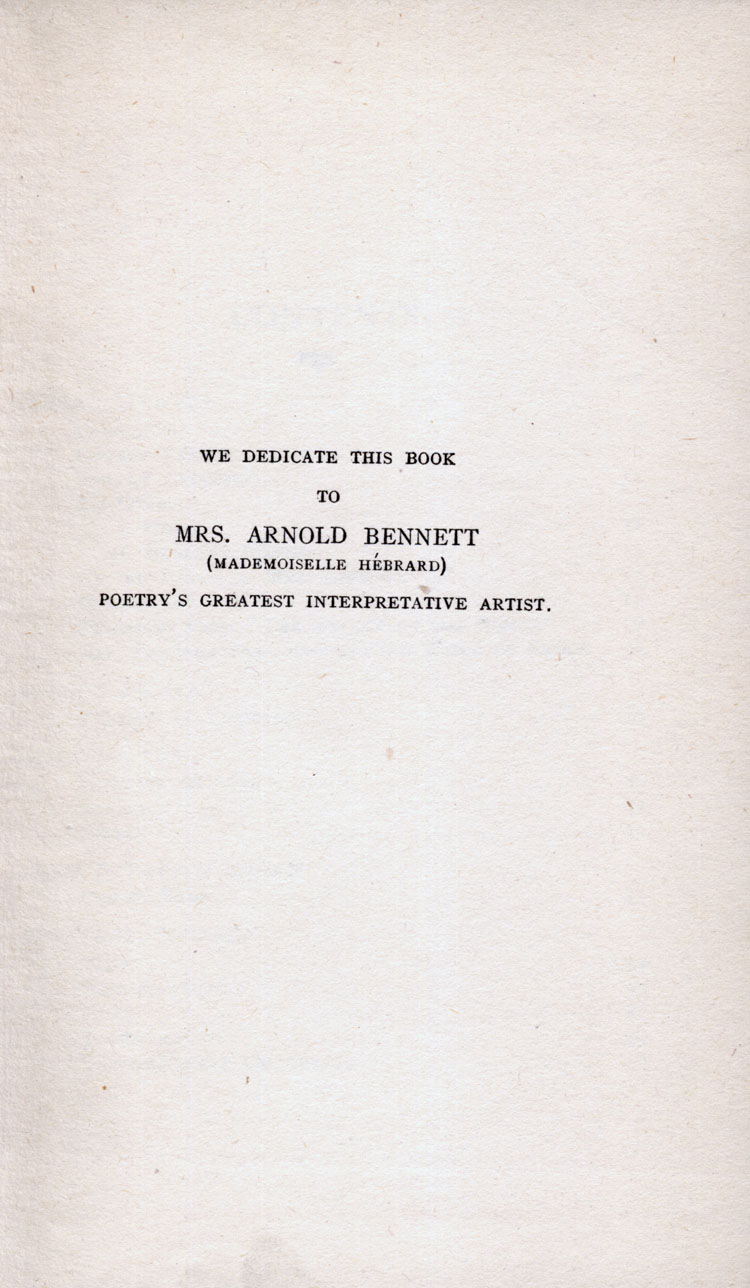 WE DEDICATE THIS BOOK
TO
MRS. ARNOLD BENNETT
(MADEMOISELLE HÉBRARD)
POETRY'S GREATEST INTERPRETATIVE ARTIST.